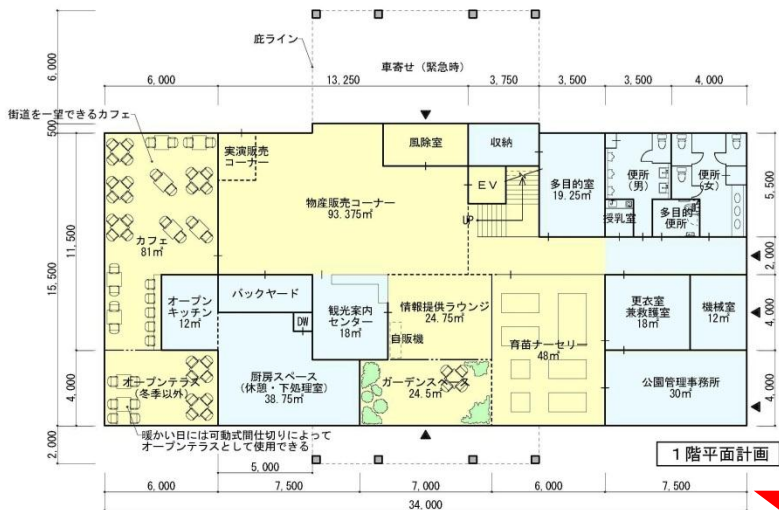 庇ライン
車寄せ（緊急時）
6,000
6,000
13,250
3,750
3,500
3,500
4,000
街道を一望できるカフェ
500
実演販売
コーナー
風除室
収納
EV
UP
物産販売コーナー
93.375㎡
多目的室
19.25㎡
便所
（男）
便所
（女）
授乳室
多目的
便所
5,500
2,000
4,000
4,000
カフェ
81㎡
11,500
15,500
4,000
2,000
オープン
キッチン
12㎡
バックヤード
DW
観光案内
センター
18㎡
情報提供ラウンジ
24.75㎡
自販機
育苗ナーセリー
48㎡
更衣室
兼救護室
18㎡
機械室
12㎡
オープンテラス
（冬季以外）
厨房スペース
（休憩・下処理室）
38.75㎡
ガーデンスペース
24.5㎡
公園管理事務所
30㎡
暖かい日には可動式間仕切りによって
オープンテラスとして使用できる
1階平面計画
5,000
6,000
7,500
7,000
6,000
7,500
34,000